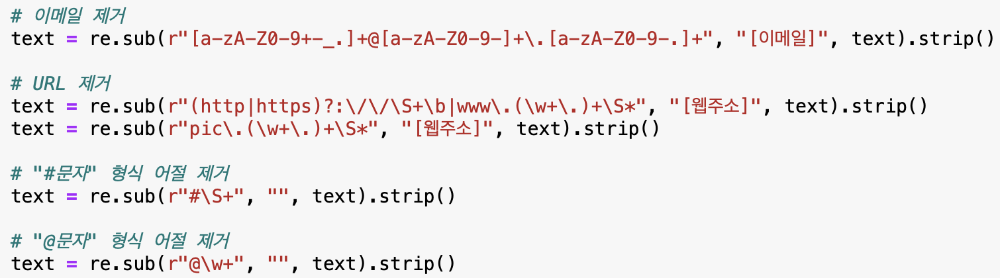 # 이메일 제거
text = re.sub(r"[a-zA-Z0-9+-_.]+@[a-zA-Z0-9-]+\.[a-zA-Z0-9-.]+", "[이메일]", text).strip()
# URL 제거
text = re.sub(r"(http|https)?:\/\/\S+\b|www\.(\w+\.)+\S*", "[웹주소]", text).strip()
text = re.sub(r"pic\.(\w+\.)+\S*", "[웹주소]", text).strip()
# "#문자" 형식 어절 제거
text = re.sub(r"#\S+", "", text).strip()
# "@문자" 형식 어절 제거
text = re.sub(r"@\w+", "", text).strip()